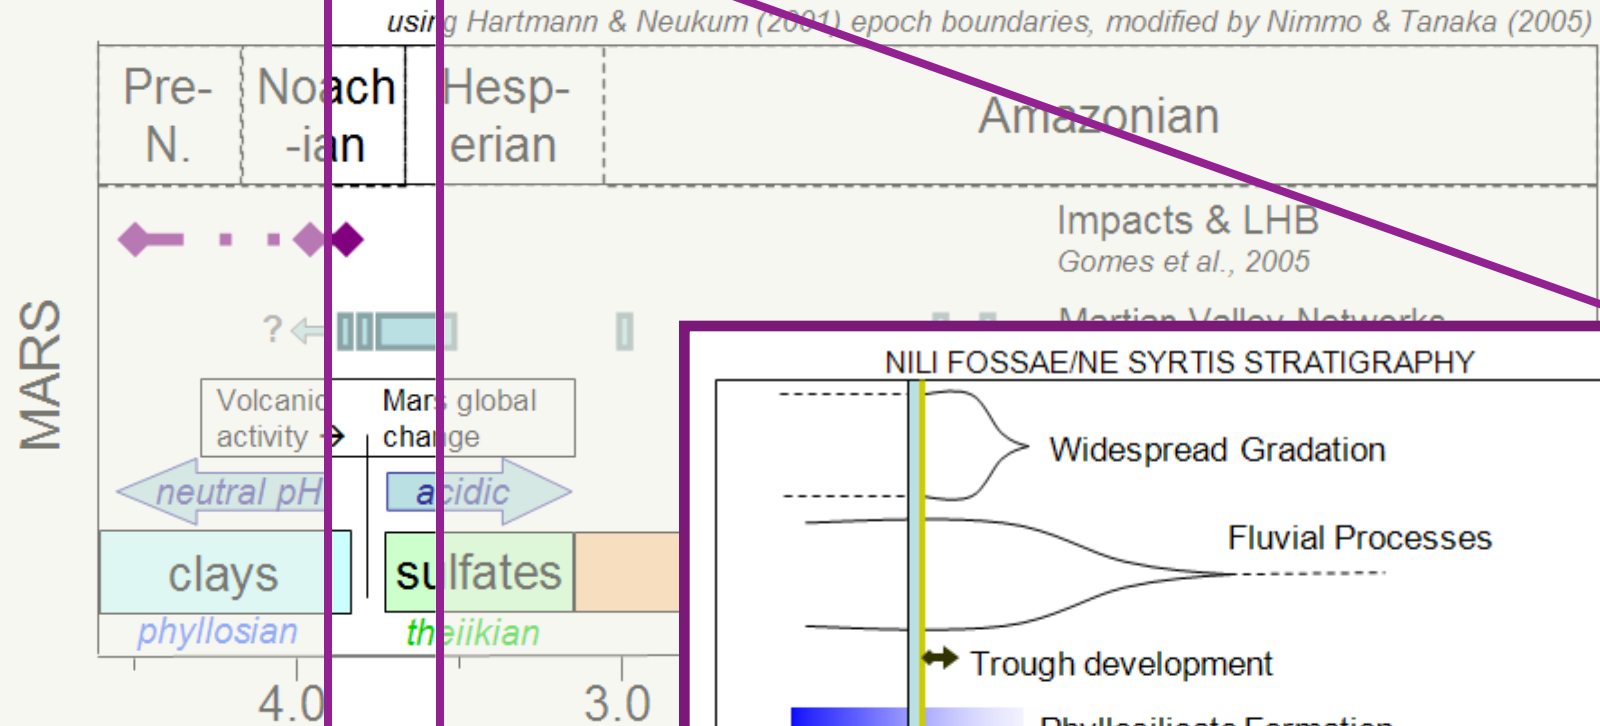 using Hartmann & Neukum (2001) epoch boundaries, modified by Nimmo & Tanaka (2005)
Pre-
N.
Noach
-ian
Hesp-
erian
Amazonian
Impacts & LHB
Gomes et al., 2005
MARS
?
Martian Valley Networks
Volcanic
activity →
Mars global
change
neutral pH
acidic
clays
sulfates
phyllosian
theiikian
4.0
3.0
NILI FOSSAE/NE SYRTIS STRATIGRAPHY
Widespread Gradation
Fluvial Processes
Trough development
Phyllosilicate Formation